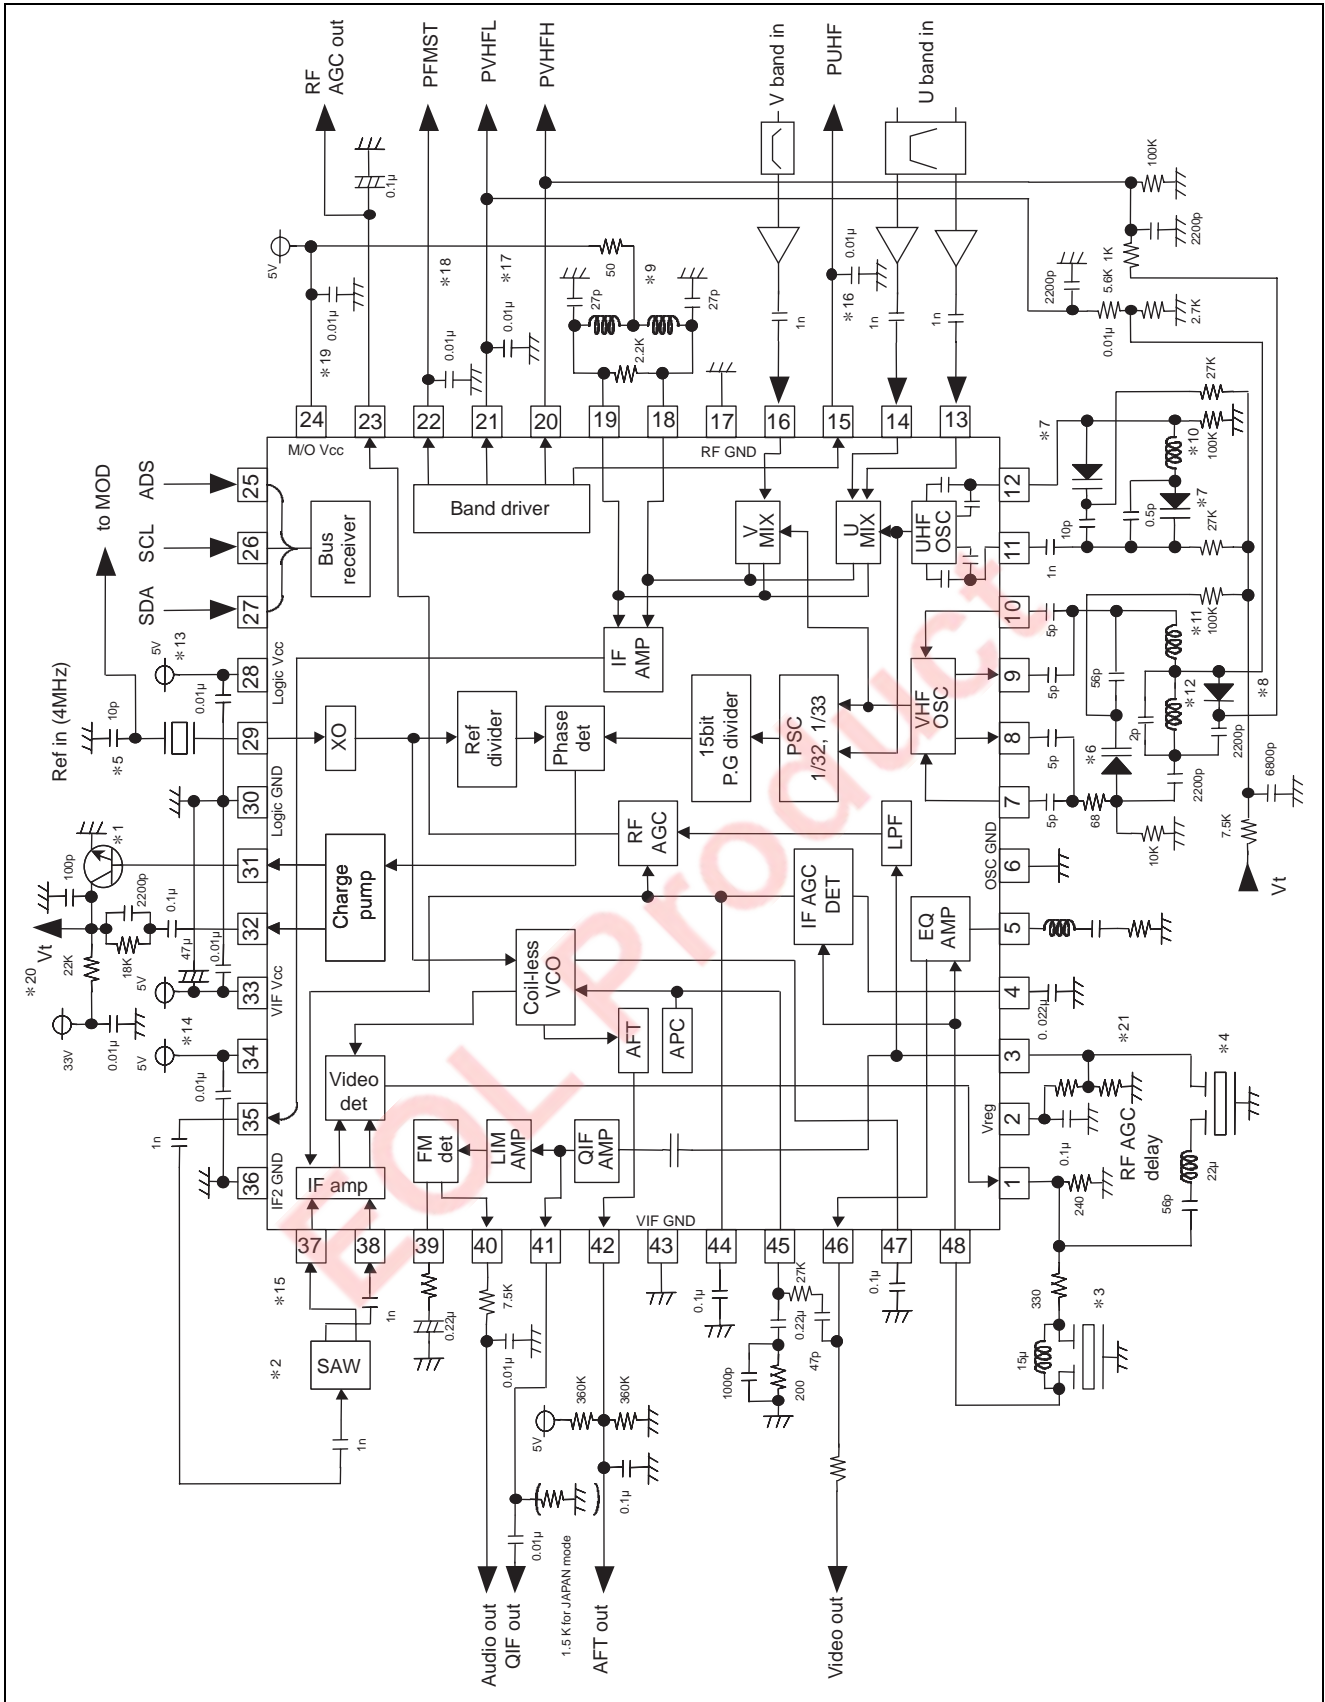 RF
AGC out
PFMST
PVHFL
PVHFH
V band in
PUHF
U band in
0.1µ
5V
0.01µ
*19
*18
0.01µ
*17
0.01µ
27p
50
*9
27p
2.2K
1n
0.01µ
*16
1n
1n
100K
2200p
1K
5.6K
2200p
0.01µ
2.7K
27K
24
23
22
21
20
19
18
17
16
15
14
13
M/O Vcc
RF GND
to MOD
ADS
SCL
SDA
25
26
27
Bus
receiver
Band driver
V
MIX
U
MIX
UHF
OSC
12
11
*7
10p
0.5p
*10
100K
*7
27K
1n
Ref in (4MHz)
10p
*5
5V
*13
0.01µ
28
Logic Vcc
29
30
Logic GND
IF
AMP
XO
Ref
divider
Phase
det
15bit
P.G divider
PSC
1/32, 1/33
VHF
OSC
10
9
8
7
5p
5p
5p
5p
56p
*11
100K
*12
2p
*8
2200p
*6
2200p
68
10K
6800p
7.5K
Vt
*1
100p
31
Charge
pump
RF
AGC
LPF
OSC GND
6
Vt
*20
2200p
0.1µ
18K
22K
47µ
0.01µ
32
33
VIF Vcc
5V
33V
0.01µ
5V
*14
0.01µ
34
35
36
IF2 GND
1n
Coil-less
VCO
AFT
APC
IF AGC
DET
EQ
AMP
5
4
3
2
1
0. 022µ
*21
*4
Vreg
0.1µ
RF AGC
delay
240
22µ
56p
Video
det
IF amp
FM
det
LIM
AMP
QIF
AMP
VIF GND
37
38
39
40
41
42
43
44
45
46
47
48
*15
*2
SAW
1n
1n
0.22µ
7.5K
0.01µ
0.01µ
1.5 K for JAPAN mode
5V
360K
360K
0.1µ
0.1µ
1000p
0.22µ
200
27K
47p
0.1µ
330
15µ
*3
Audio out
QIF out
AFT out
Video out
EOL Product